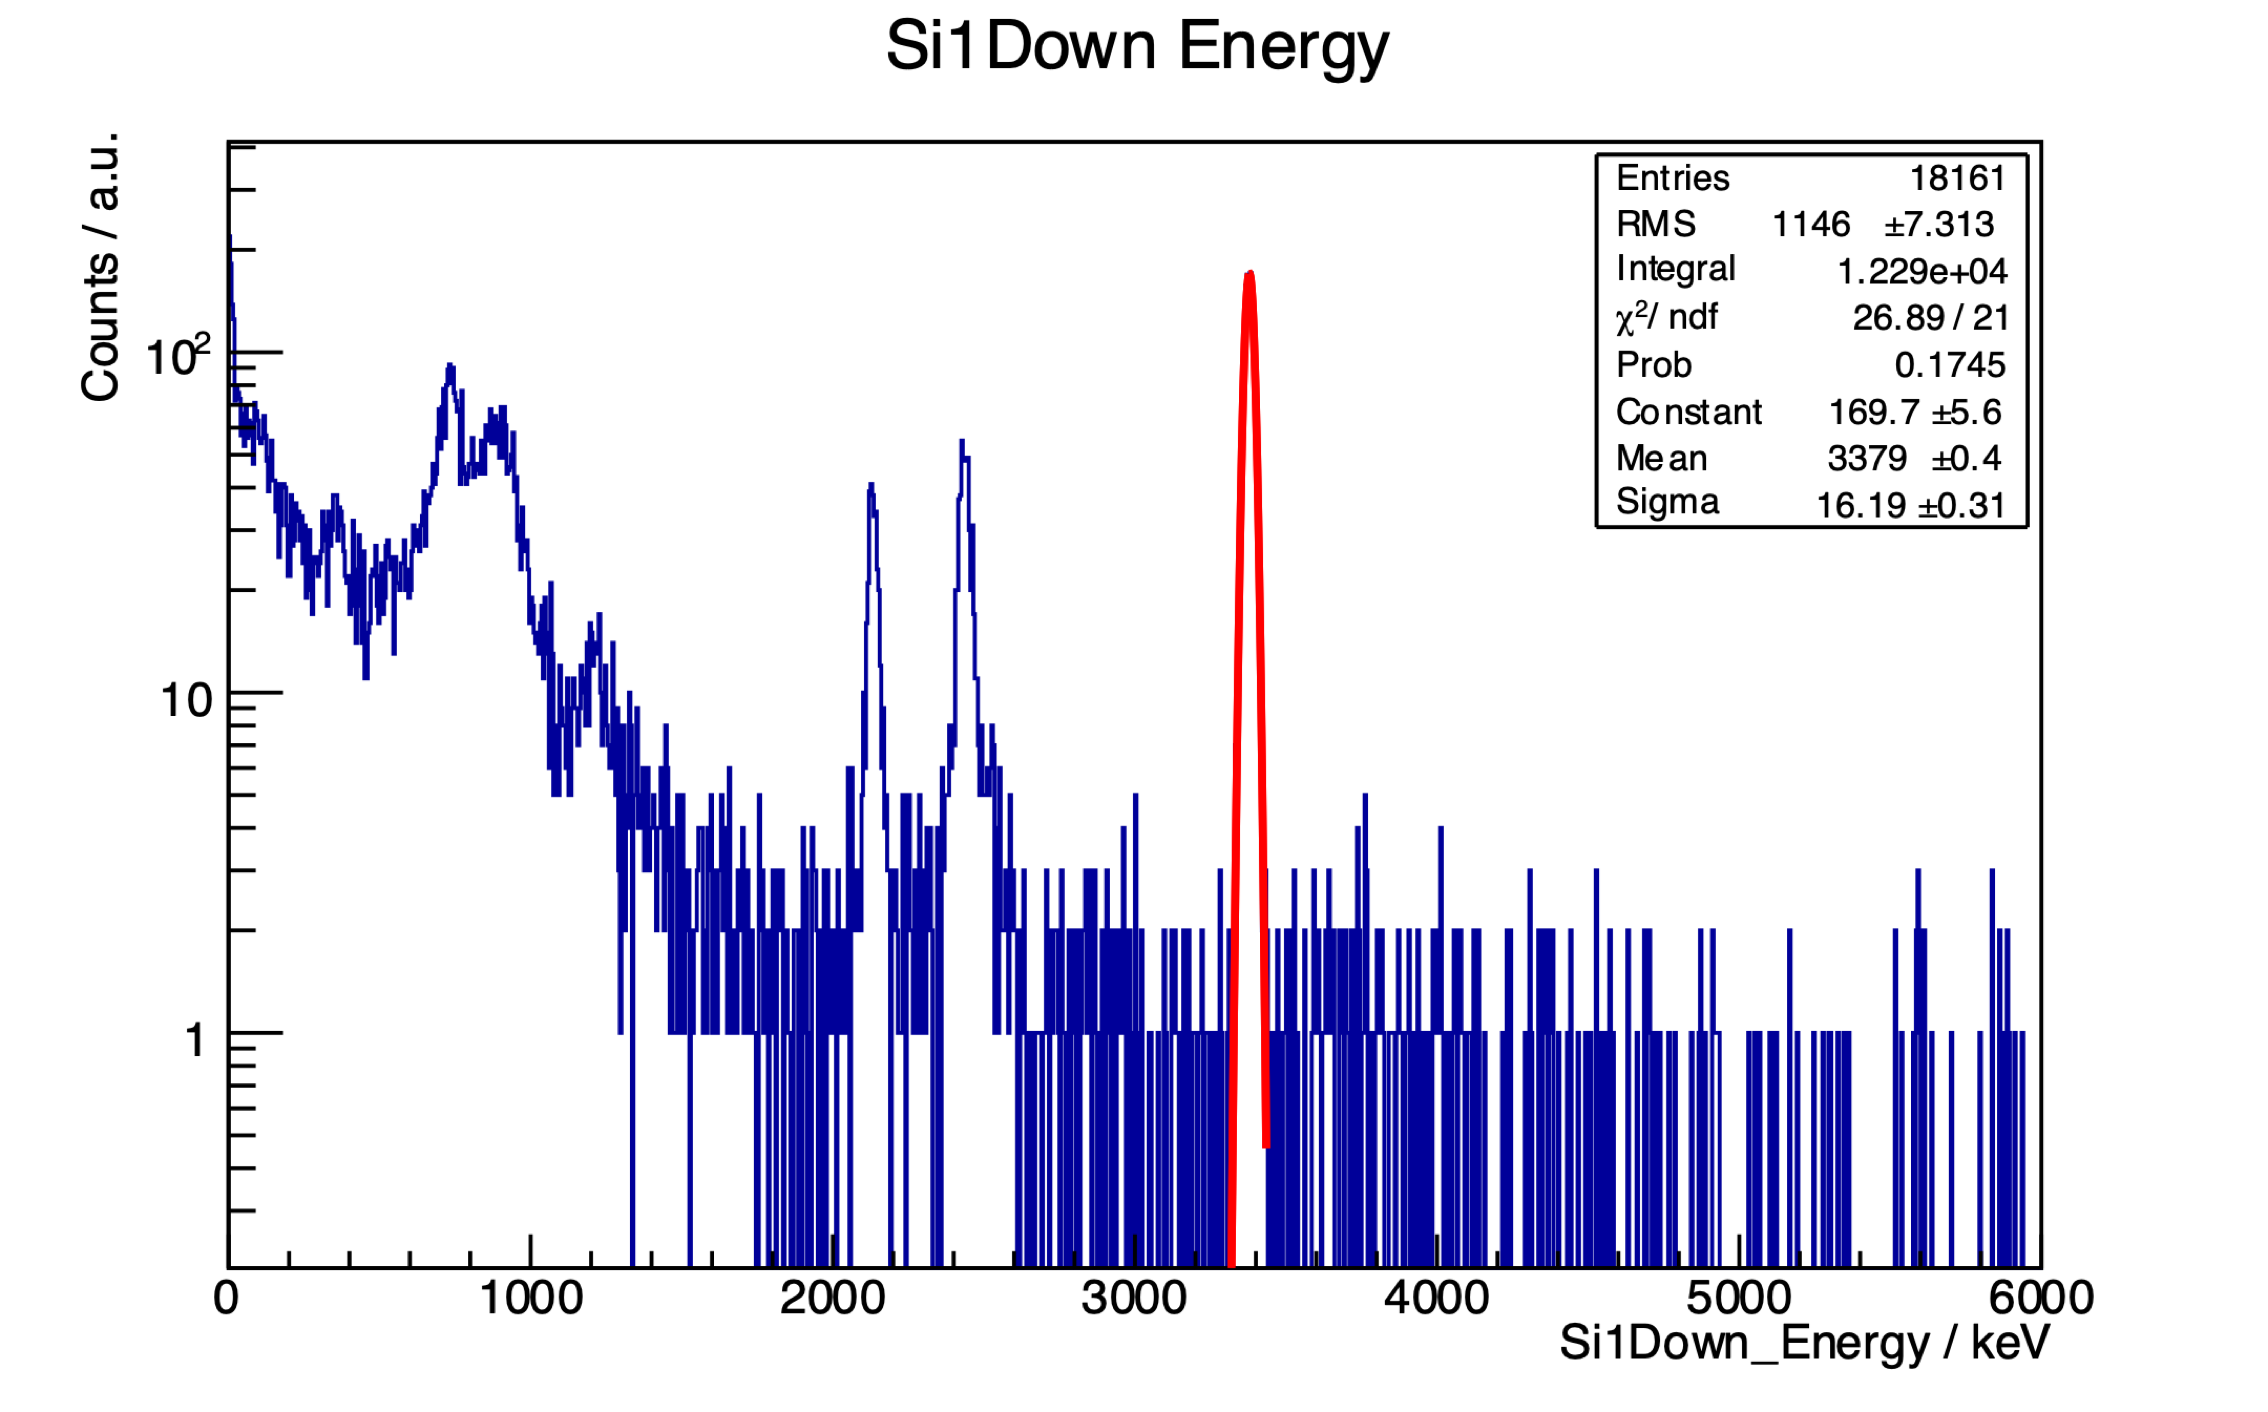 Si1Down Energy
Counts / a.u.
Entries 18161
RMS 1146 ±7.313
Integral 1.229e+04
χ²/ ndf 26.89 / 21
Prob 0.1745
Constant 169.7 ±5.6
Mean 3379 ±0.4
Sigma 16.19 ±0.31
10²
10
1
0 1000 2000 3000 4000 5000 6000
Si1Down_Energy / keV